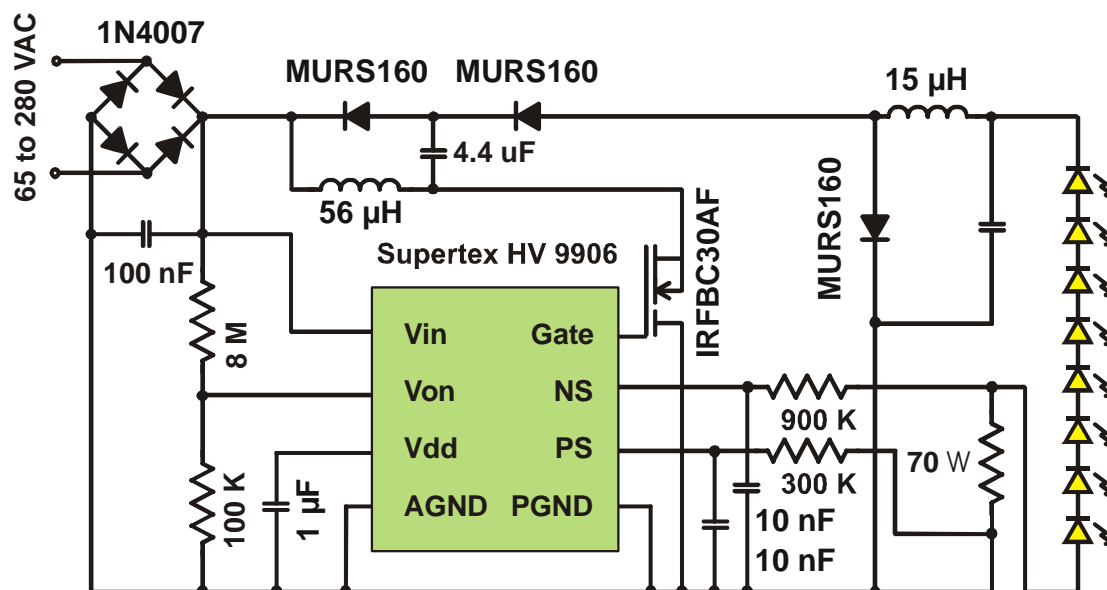 1N4007
65 to 280 VAC
MURS160
MURS160
15 µH
4.4 uF
56 µH
100 nF
Supertex HV 9906
IRFBC30AF
MURS160
8 M
Vin
Gate
Von
NS
900 K
Vdd
PS
300 K
70 W
100 K
1 µF
AGND
PGND
10 nF
10 nF